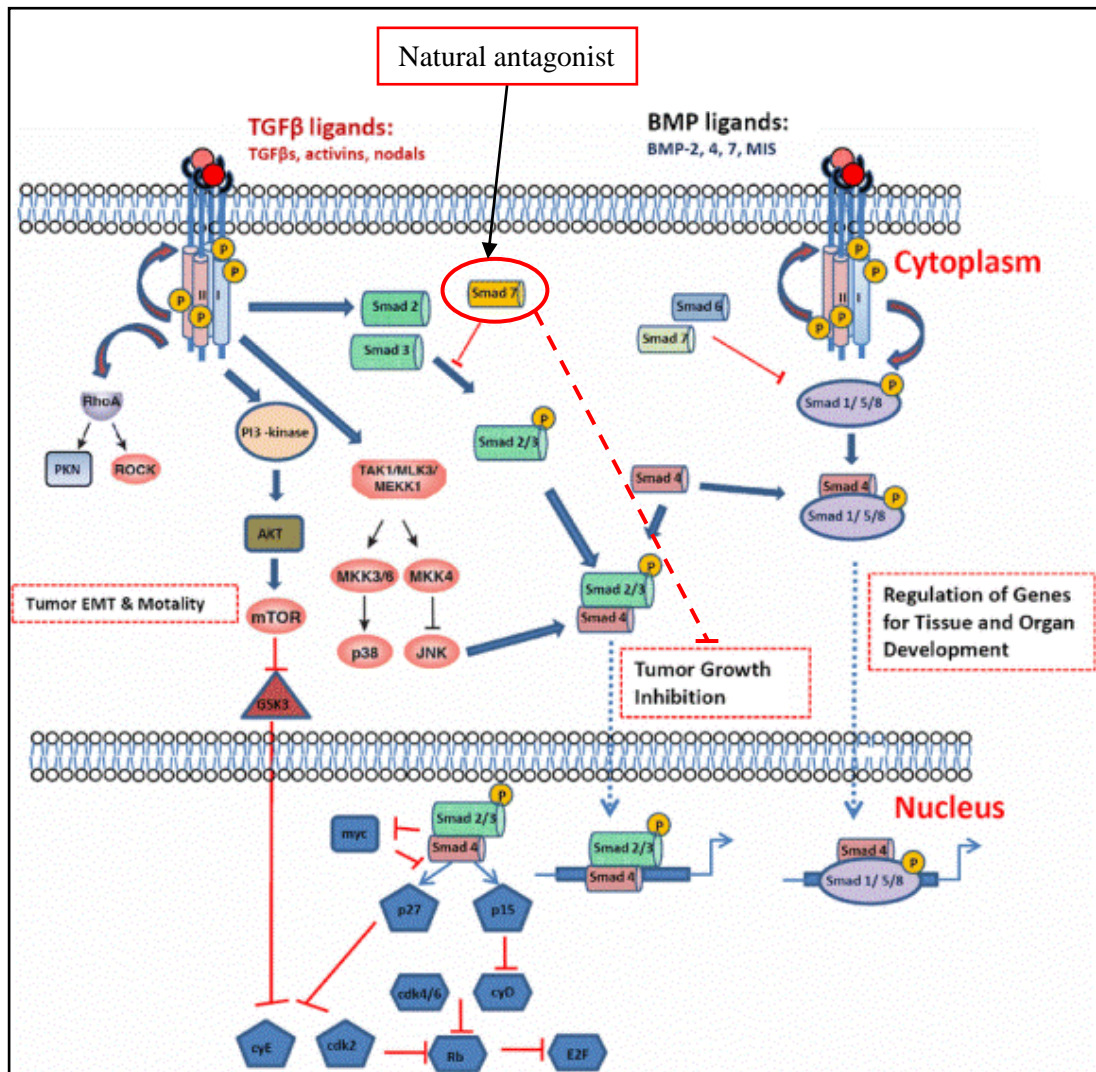 Natural antagonist
TGFβ ligands:
TGFβs, activins, nodals
BMP ligands:
BMP-2, 4, 7, MIS
Cytoplasm
P
P
P
P
II
I
P
P
P
P
II
I
Smad 2
Smad 3
Smad 7
Smad 6
Smad 7
P
Smad 1/ 5/8
RhoA
PKN
ROCK
PI3 -kinase
TAK1/MLK3/
MEKK1
P
Smad 2/3
Smad 4
Smad 4
P
Smad 1/ 5/8
AKT
MKK3/6
MKK4
P
Smad 2/3
Smad 4
Tumor EMT & Motality
mTOR
p38
JNK
Regulation of Genes
for Tissue and Organ
Development
Tumor Growth
Inhibition
GSK3
Nucleus
P
Smad 2/3
Smad 4
myc
P
Smad 2/3
Smad 4
Smad 4
P
Smad 1/ 5/8
p27
p15
cdk4/6
cyD
cyE
cdk2
Rb
E2F